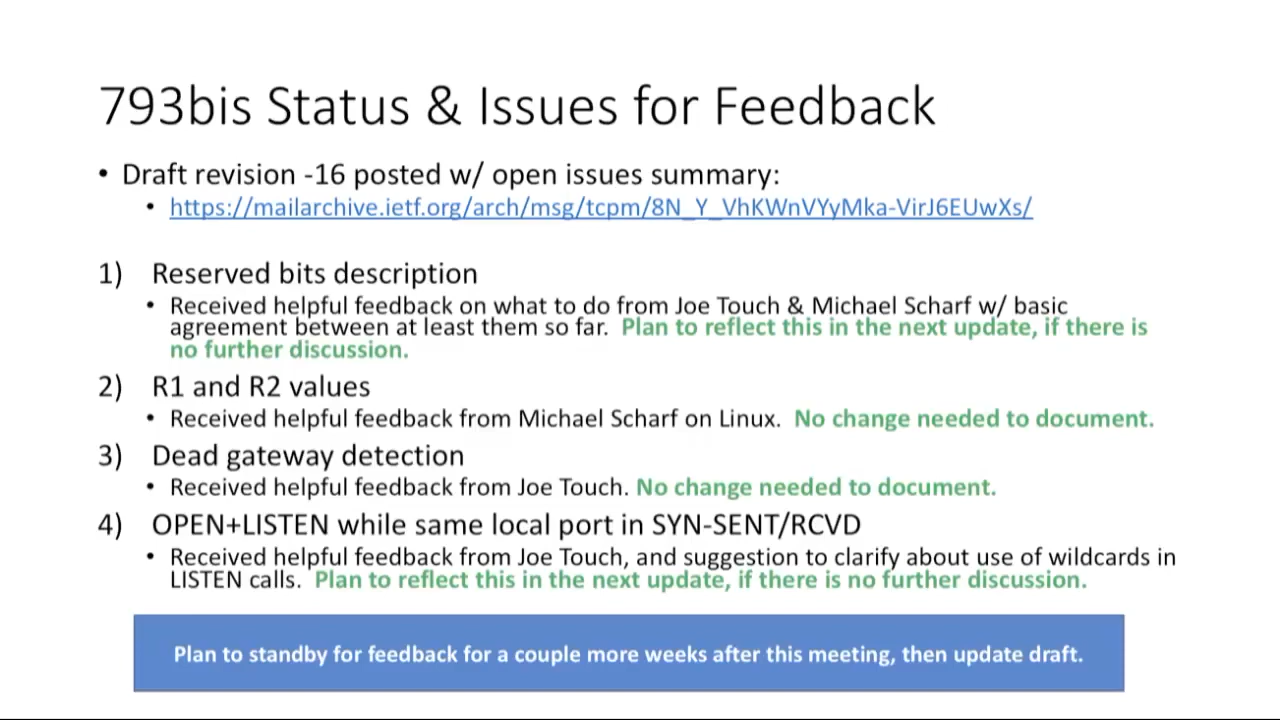 793bis Status & Issues for Feedback
• Draft revision -16 posted w/ open issues summary:
• https://mailarchive.ietf.org/arch/msg/tcpm/8N_Y_VhKWnVYyMka-VirJ6EUwXs/
1) Reserved bits description
• Received helpful feedback on what to do from Joe Touch & Michael Scharf w/ basic
agreement between at least them so far. Plan to reflect this in the next update, if there is
no further discussion.
2) R1 and R2 values
• Received helpful feedback from Michael Scharf on Linux. No change needed to document.
3) Dead gateway detection
• Received helpful feedback from Joe Touch. No change needed to document.
4) OPEN+LISTEN while same local port in SYN-SENT/RCVD
• Received helpful feedback from Joe Touch, and suggestion to clarify about use of wildcards in
LISTEN calls. Plan to reflect this in the next update, if there is no further discussion.
Plan to standby for feedback for a couple more weeks after this meeting, then update draft.